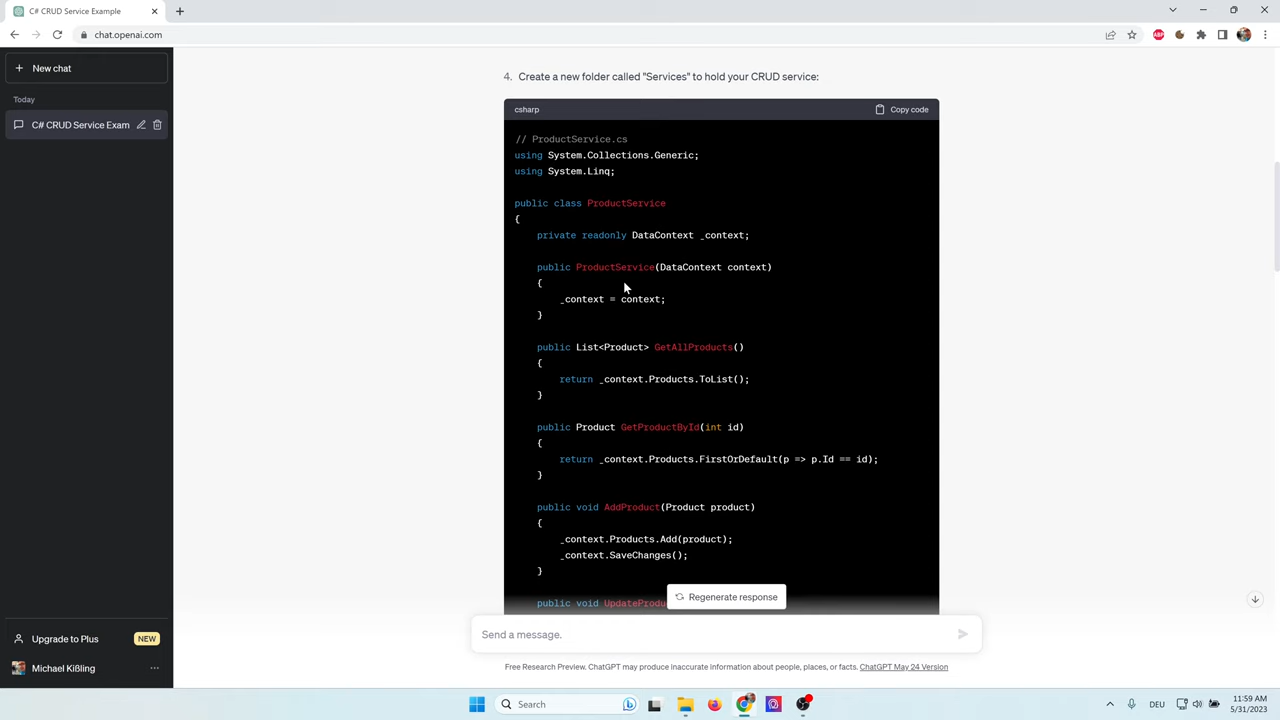 C# CRUD Service Example
chat.openai.com
ABP
New chat
Today
C# CRUD Service Exam
4. Create a new folder called "Services" to hold your CRUD service:
csharp
Copy code
// ProductService.cs
using System.Collections.Generic;
using System.Linq;
public class ProductService
{
private readonly DataContext _context;
public ProductService(DataContext context)
{
_context = context;
}
public List<Product> GetAllProducts()
{
return _context.Products.ToList();
}
public Product GetProductById(int id)
{
return _context.Products.FirstOrDefault(p => p.Id == id);
}
public void AddProduct(Product product)
{
_context.Products.Add(product);
_context.SaveChanges();
}
public void UpdateProdu
Regenerate response
Send a message.
Free Research Preview. ChatGPT may produce inaccurate information about people, places, or facts. ChatGPT May 24 Version
Upgrade to Plus
NEW
Michael Kißling
Search
DEU
11:59 AM
5/31/2023